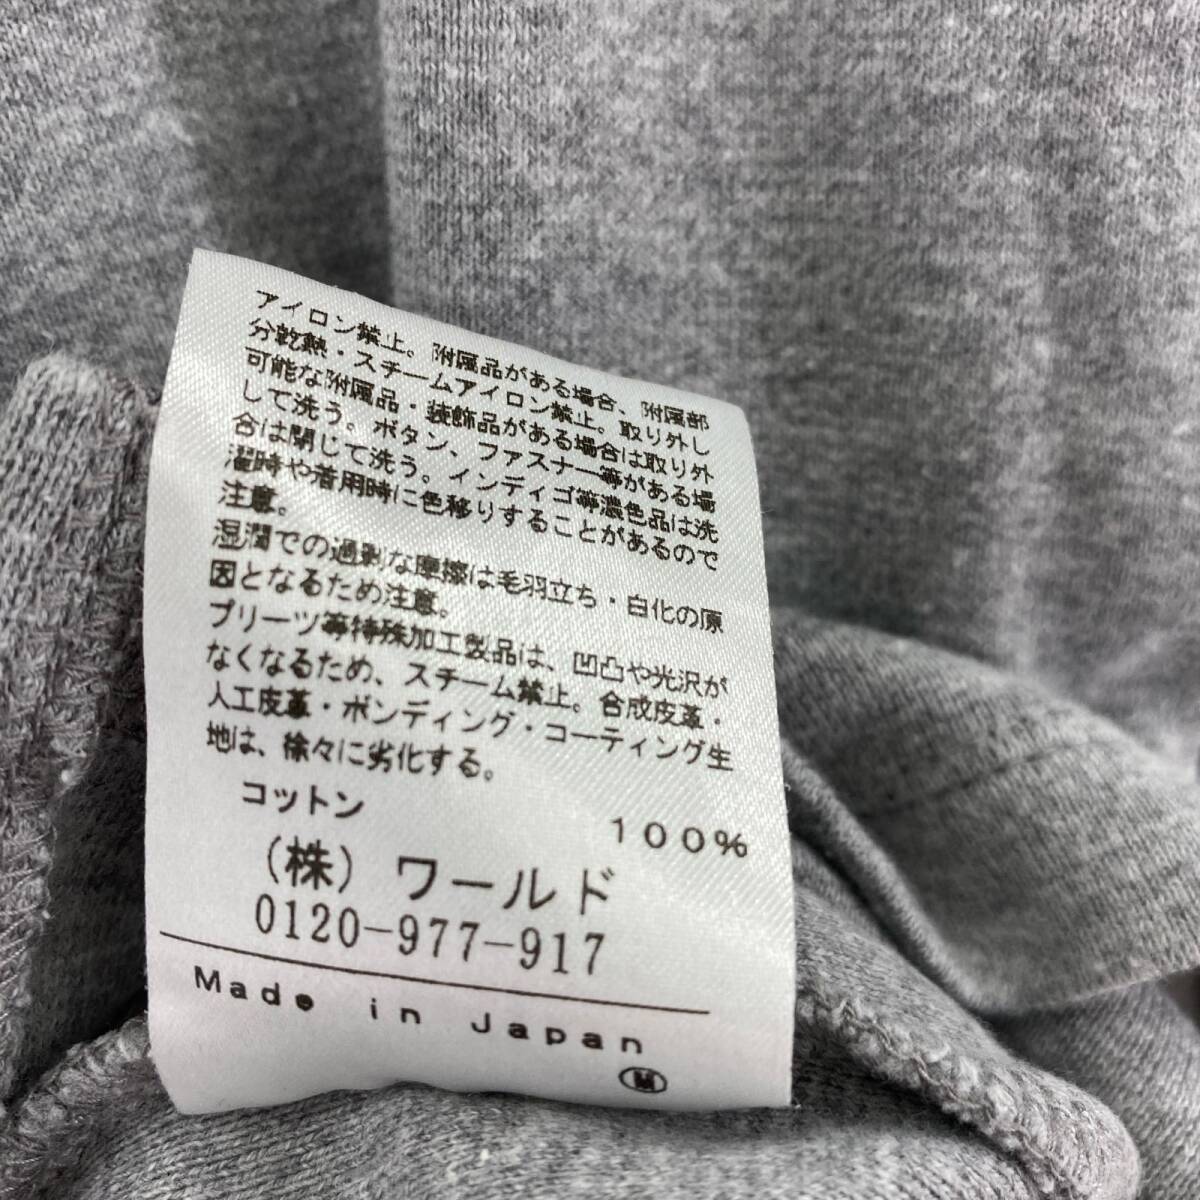 アイロン禁止。附属品がある場合、附属部
分乾熱・スチームアイロン禁止。取り外し
可能な附属品・装飾品がある場合は取り外
して洗う。ボタン、ファスナー等がある場
合は閉じて洗う。インディゴ等濃色品は洗
濯時や着用時に色移りすることがあるので
注意。
湿潤での過剰な摩擦は毛羽立ち・白化の原
因となるため注意。
プリーツ等特殊加工製品は、凹凸や光沢が
なくなるため、スチーム禁止。合成皮革・
人工皮革・ボンディング・コーティング生
地は、徐々に劣化する。
コットン 100%
(株) ワールド
0120-977-917
Made in Japan
M